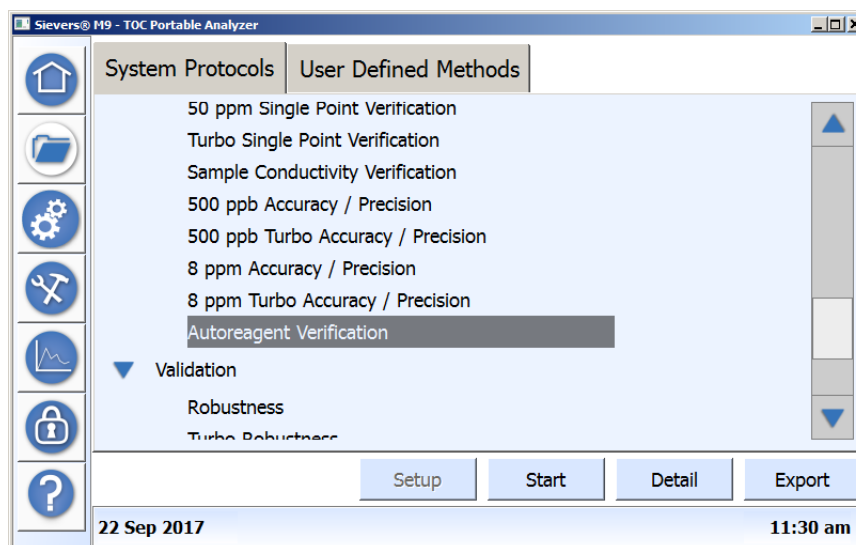 Sievers® M9 - TOC Portable Analyzer
System Protocols User Defined Methods
50 ppm Single Point Verification
Turbo Single Point Verification
Sample Conductivity Verification
500 ppb Accuracy / Precision
500 ppb Turbo Accuracy / Precision
8 ppm Accuracy / Precision
8 ppm Turbo Accuracy / Precision
Autoreagent Verification
Validation
Robustness
Turbo Robustness
Setup Start Detail Export
22 Sep 2017 11:30 am